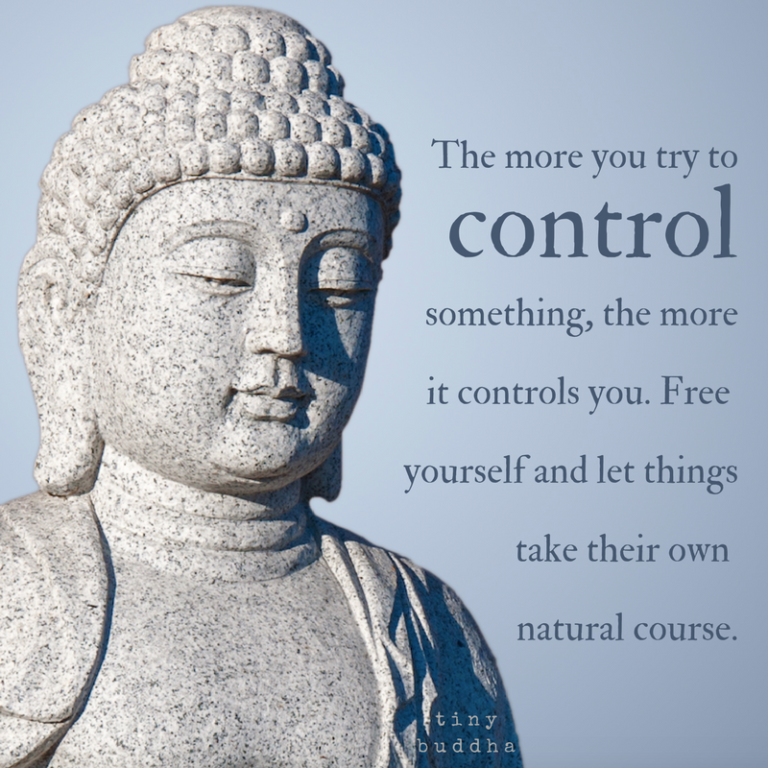 The more you try to
control
something, the more
it controls you. Free
yourself and let things
take their own
natural course.
tiny
buddha